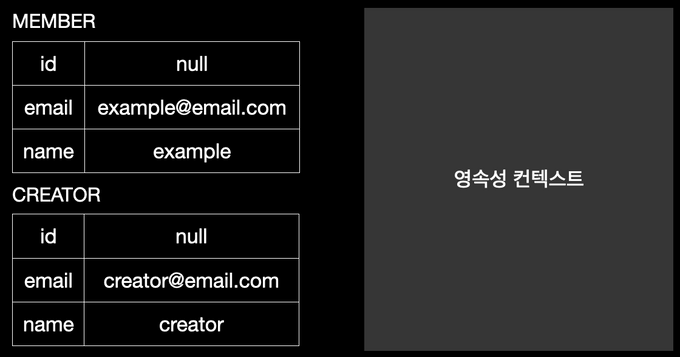 MEMBER
id null
email example@email.com
name example
CREATOR
id null
email creator@email.com
name creator
영속성 컨텍스트